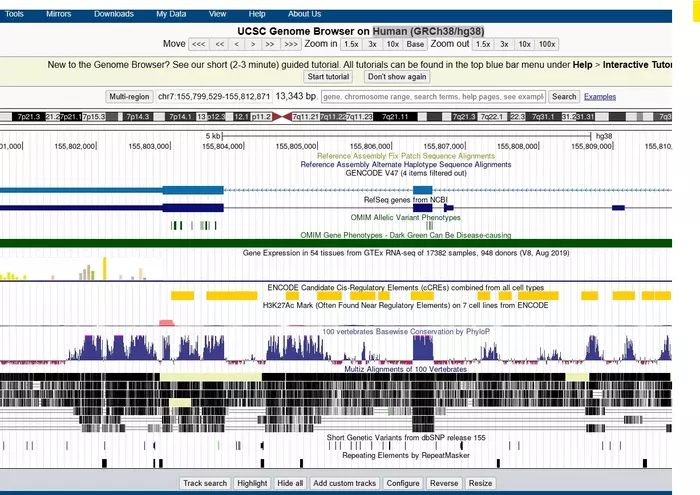 Tools Mirrors Downloads My Data View Help About Us
UCSC Genome Browser on Human (GRCh38/hg38)
Move <<< << < > >> >>> Zoom in 1.5x 3x 10x Base Zoom out 1.5x 3x 10x 100x
New to the Genome Browser? See our short (2-3 minute) guided tutorial. All tutorials can be found in the top blue bar menu under Help > Interactive Tutor
Start tutorial Don't show again
Multi-region chr7:155,799,529-155,812,871 13,343 bp. gene, chromosome range, search terms, help pages, see exampl Search Examples
7p21.3 21.2 7p21.1 7p15.3 7p14.3 7p14.1 13 p12.3 12.1 p11.2 7q11.21 7q11.22 7q11.23 7q21.11 7q21.3 7q22.1 22.3 7q31.1 31.2 31.31 7q3
5 kb hg38
01,000 155,802,000 155,803,000 155,804,000 155,805,000 155,806,000 155,807,000 155,808,000 155,809,000 155,810,
Reference Assembly Fix Patch Sequence Alignments
Reference Assembly Alternate Haplotype Sequence Alignments
GENCODE V47 (4 items filtered out)
RefSeq genes from NCBI
OMIM Allelic Variant Phenotypes
OMIM Gene Phenotypes - Dark Green Can Be Disease-causing
Gene Expression in 54 tissues from GTEx RNA-seq of 17382 samples, 948 donors (V8, Aug 2019)
ENCODE Candidate Cis-Regulatory Elements (cCREs) combined from all cell types
H3K27Ac Mark (Often Found Near Regulatory Elements) on 7 cell lines from ENCODE
100 vertebrates Basewise Conservation by PhyloP
Multiz Alignments of 100 Vertebrates
Short Genetic Variants from dbSNP release 155
Repeating Elements by RepeatMasker
Track search Highlight Hide all Add custom tracks Configure Reverse Resize